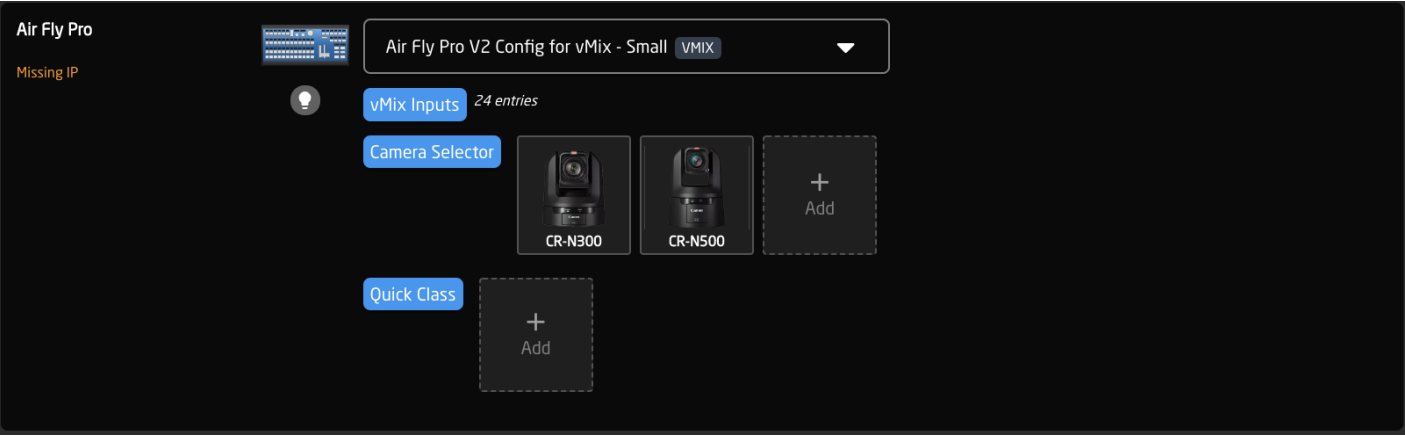 Air Fly Pro
Missing IP
Air Fly Pro V2 Config for vMix - Small VMIX
vMix Inputs 24 entries
Camera Selector
CR-N300
CR-N500
+
Add
Quick Class
+
Add